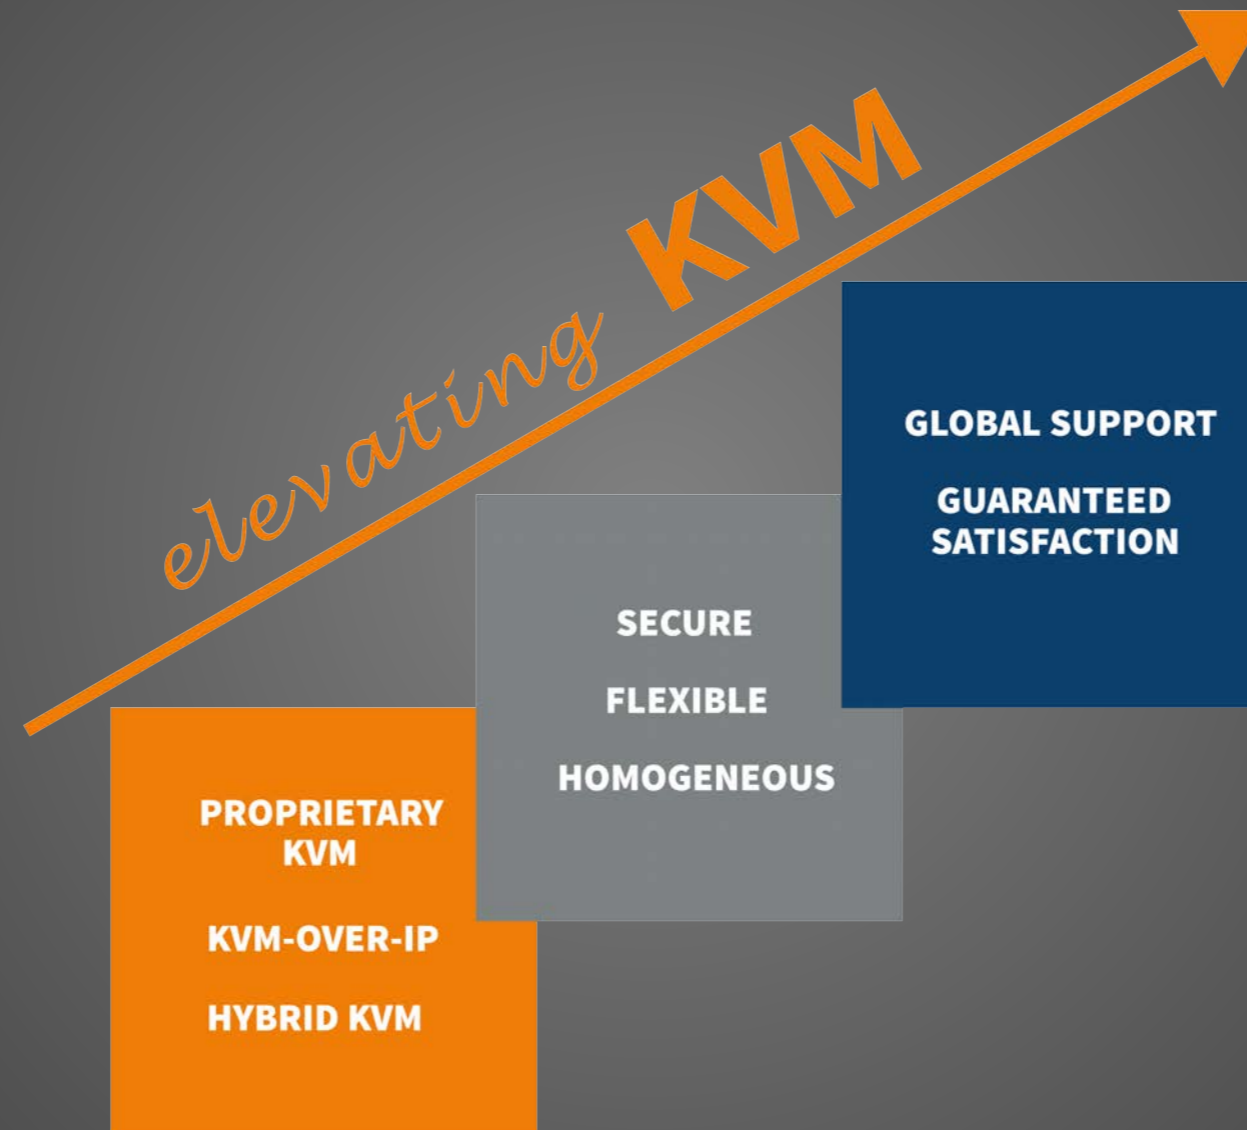 elevating KVM
GLOBAL SUPPORT
GUARANTEED
SATISFACTION
SECURE
FLEXIBLE
HOMOGENEOUS
PROPRIETARY
KVM
KVM-OVER-IP
HYBRID KVM